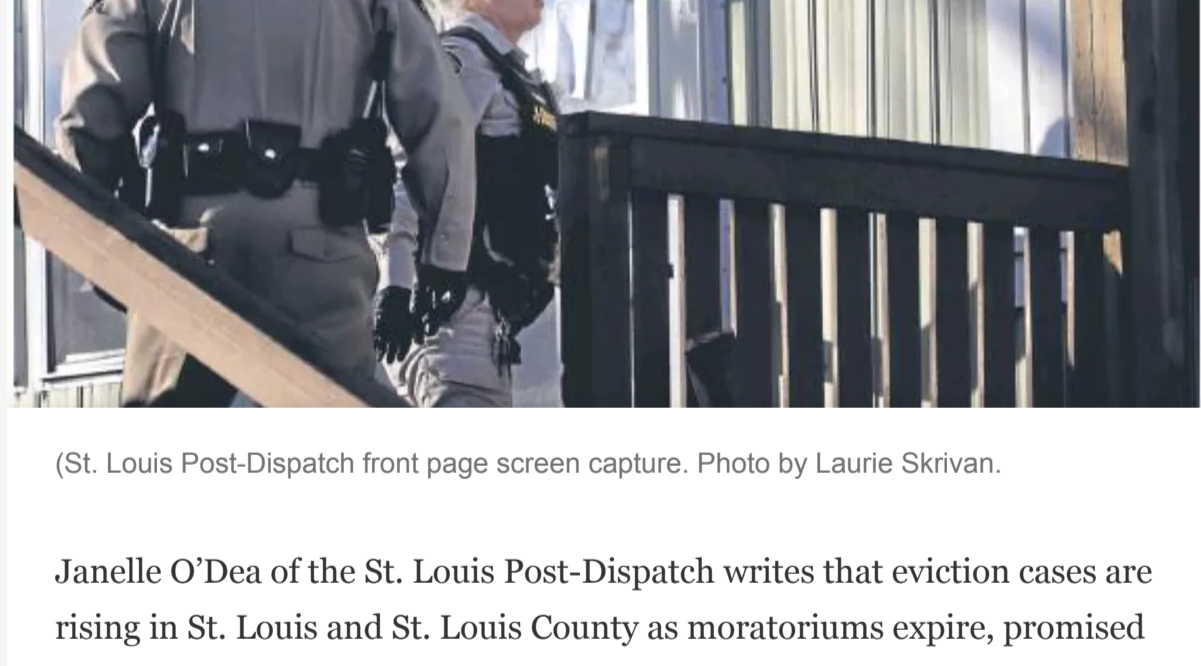 (St. Louis Post-Dispatch front page screen capture. Photo by Laurie Skrivan.
Janelle O’Dea of the St. Louis Post-Dispatch writes that eviction cases are
rising in St. Louis and St. Louis County as moratoriums expire, promised